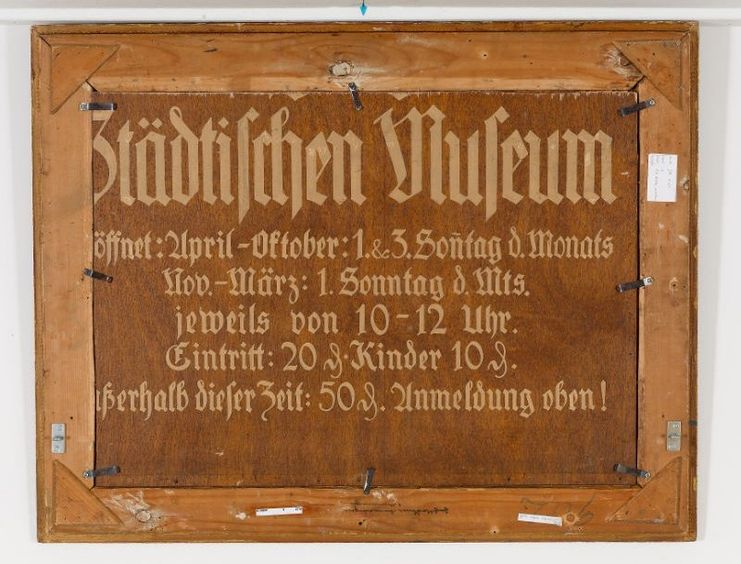 Städtischen Museum
öffnet: April - Oktober: 1. & 3. Soñtag d. Monats
Nov. - März: 1. Sonntag d. Mts.
jeweils von 10 - 12 Uhr.
Eintritt: 20 ₰. Kinder 10 ₰.
ßerhalb dieser Zeit: 50 ₰. Anmeldung oben!